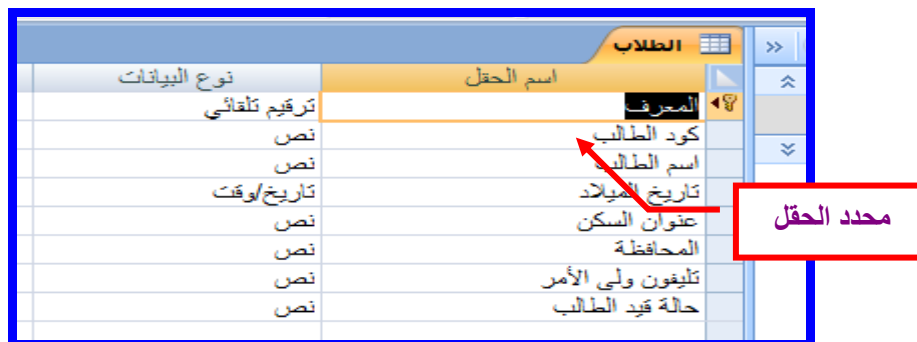 الطلاب
اسم الحقل نوع البيانات
المعرف ترقيم تلقائي
كود الطالب نص
اسم الطالب نص
تاريخ الميلاد تاريخ/وقت
عنوان السكن نص
المحافظة نص
تليفون ولى الأمر نص
حالة قيد الطالب نص
محدد الحقل